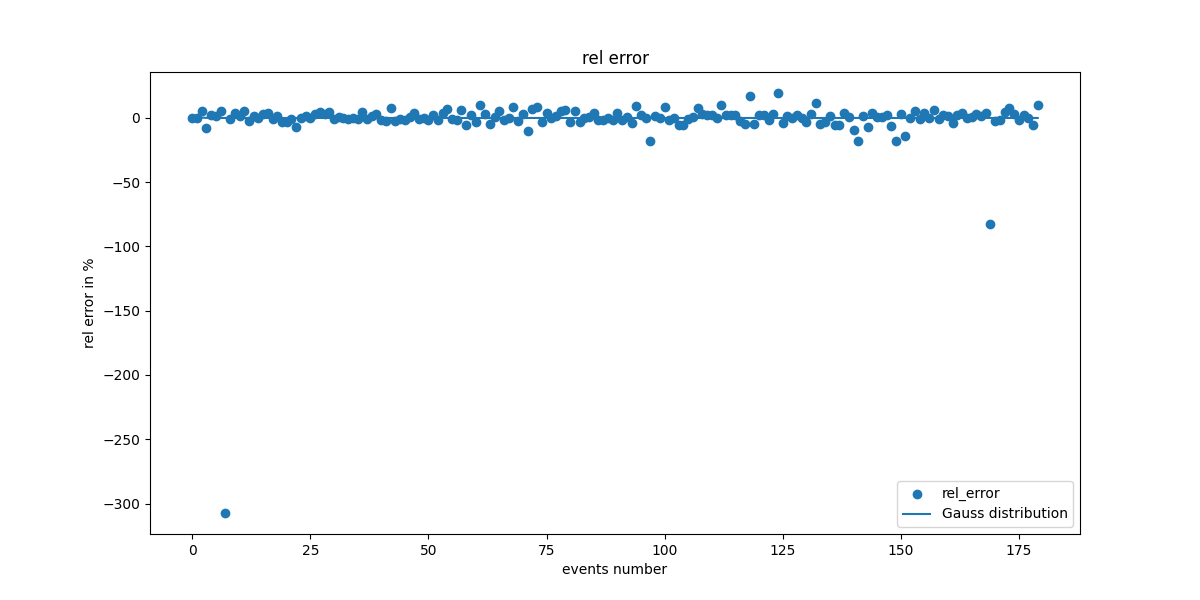 rel error
0
−50
−100
−150
−200
−250
−300
rel error in %
rel_error
Gauss distribution
0 25 50 75 100 125 150 175
events number